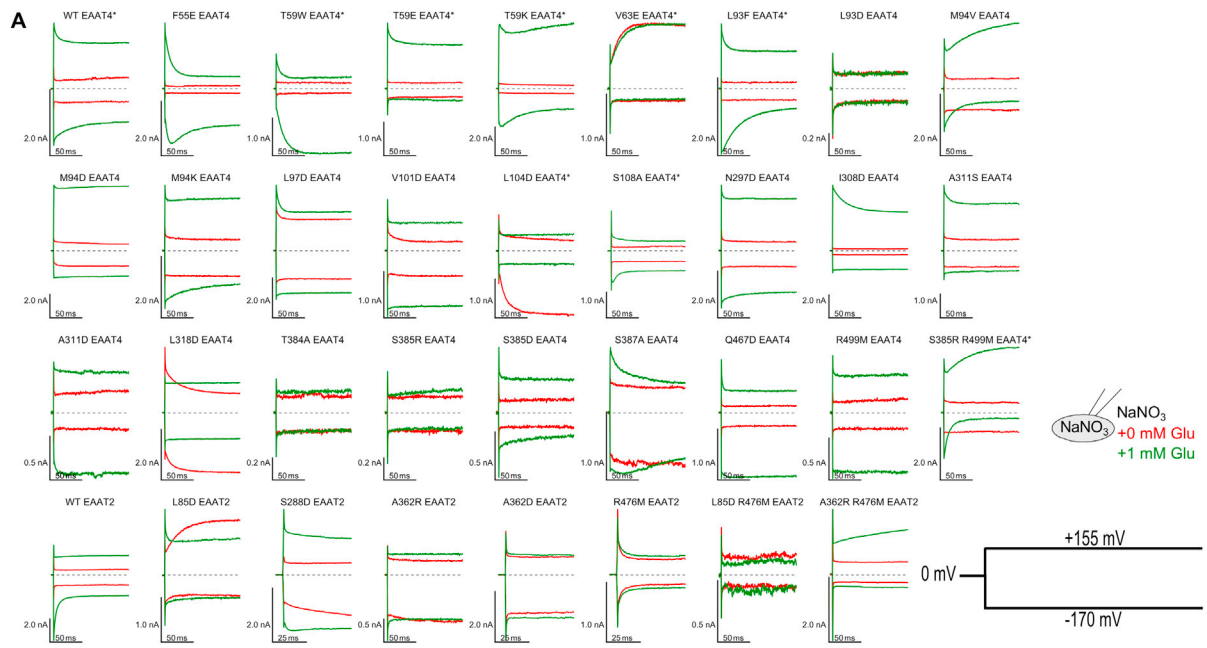 A
WT EAAT4* F55E EAAT4 T59W EAAT4* T59E EAAT4* T59K EAAT4* V63E EAAT4* L93F EAAT4* L93D EAAT4 M94V EAAT4
2.0 nA 2.0 nA 1.0 nA 1.0 nA 1.0 nA 1.0 nA 2.0 nA 0.2 nA 2.0 nA
50 ms 50 ms 50 ms 50 ms 50 ms 50 ms 50 ms 50 ms 50 ms
M94D EAAT4 M94K EAAT4 L97D EAAT4 V101D EAAT4 L104D EAAT4* S108A EAAT4* N297D EAAT4 I308D EAAT4 A311S EAAT4
2.0 nA 2.0 nA 2.0 nA 1.0 nA 1.0 nA 2.0 nA 2.0 nA 2.0 nA 1.0 nA
50 ms 50 ms 50 ms 50 ms 50 ms 50 ms 50 ms 50 ms 50 ms
A311D EAAT4 L318D EAAT4 T384A EAAT4 S385R EAAT4 S385D EAAT4 S387A EAAT4 Q467D EAAT4 R499M EAAT4 S385R R499M EAAT4*
0.5 nA 2.0 nA 0.2 nA 0.2 nA 0.5 nA 1.0 nA 1.0 nA 0.5 nA 2.0 nA
50 ms 50 ms 50 ms 50 ms 50 ms 50 ms 50 ms 50 ms 50 ms
NaNO3
NaNO3
+0 mM Glu
+1 mM Glu
WT EAAT2 L85D EAAT2 S288D EAAT2 A362R EAAT2 A362D EAAT2 R476M EAAT2 L85D R476M EAAT2 A362R R476M EAAT2
2.0 nA 1.0 nA 2.0 nA 0.5 nA 2.0 nA 1.0 nA 0.5 nA 2.0 nA
50 ms 50 ms 25 ms 50 ms 25 ms 25 ms 50 ms 50 ms
+155 mV
0 mV
-170 mV